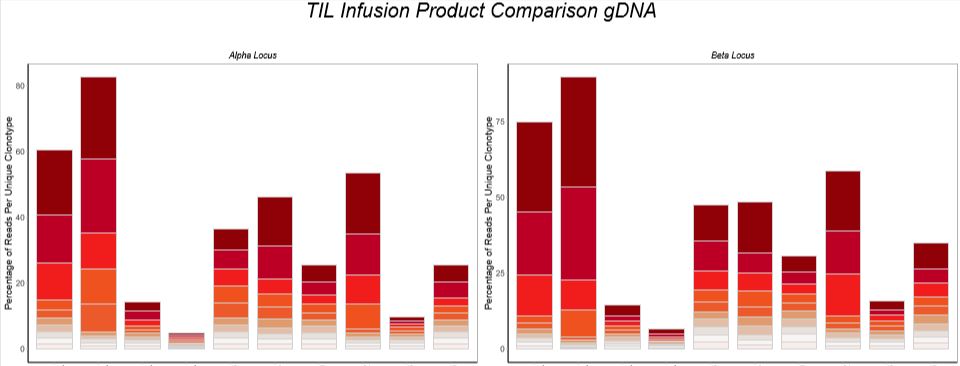 TIL Infusion Product Comparison gDNA
Alpha Locus
Beta Locus
Percentage of Reads Per Unique Clonotype
80
60
40
20
0
Percentage of Reads Per Unique Clonotype
75
50
25
0